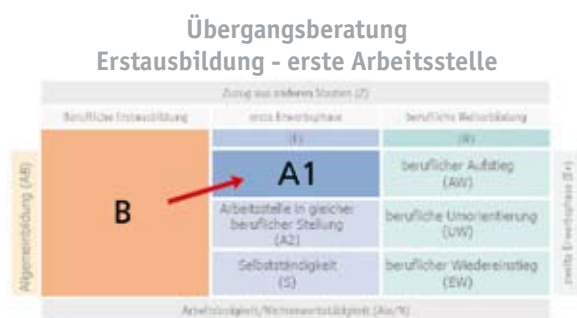 Übergangsberatung
Erstausbildung - erste Arbeitsstelle
Zuzug aus anderen Staaten (Z)
Berufliche Erstausbildung
erste Erwerbsphase
berufliche Weiterbildung
(E)
(W)
Allgemeinbildung (AB)
B
A1
beruflicher Aufstieg
(AW)
Arbeitsstelle in gleicher
beruflicher Stellung
(A2)
berufliche Umorientierung
(UW)
Selbstständigkeit
(S)
beruflicher Wiedereinstieg
(EW)
zweite Erwerbsphase (E+)
Arbeitslosigkeit/Nichterwerbstätigkeit